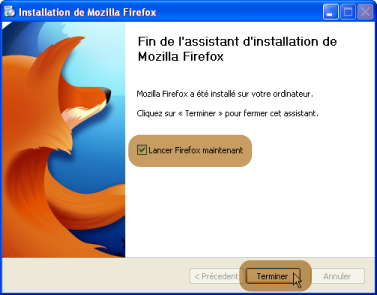 Installation de Mozilla Firefox
Fin de l'assistant d'installation de
Mozilla Firefox
Mozilla Firefox a été installé sur votre ordinateur.
Cliquez sur « Terminer » pour fermer cet assistant.
Lancer Firefox maintenant
< Précédent Terminer Annuler